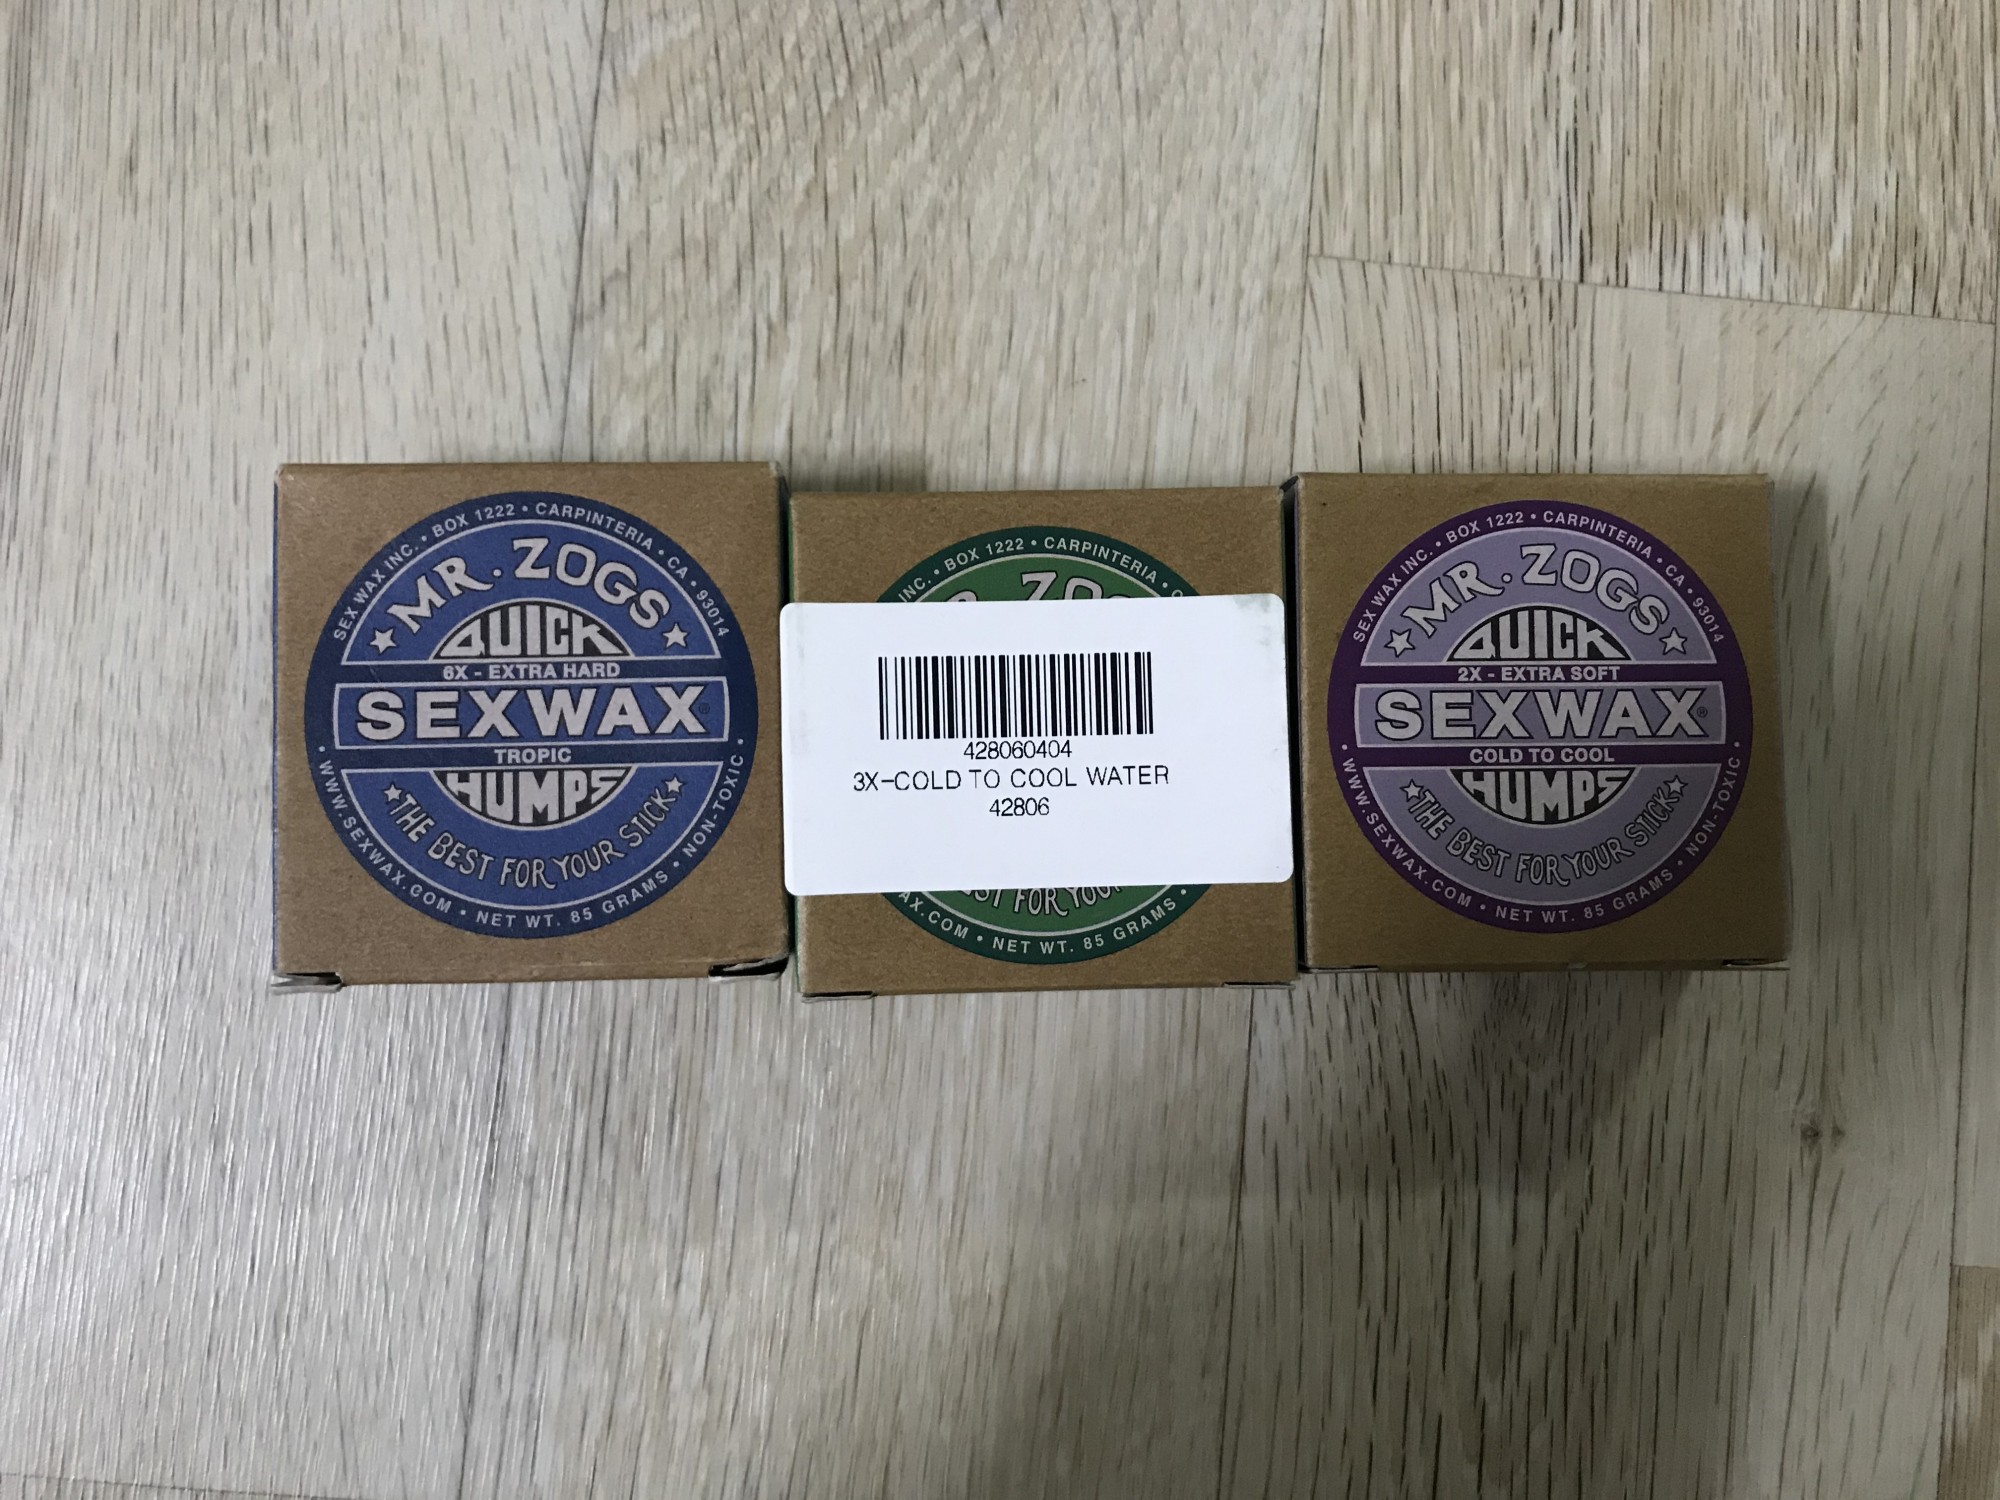 SEX WAX INC. • BOX 1222 • CARPINTERIA • CA • 93014
MR. ZOGS
QUICK
6X - EXTRA HARD
SEXWAX®
TROPIC
HUMPS
THE BEST FOR YOUR STICK
• WWW.SEXWAX.COM • NET WT. 85 GRAMS • NON-TOXIC •
INC. • BOX 1222 • CARPINTERIA •
ZOG
428060404
3X-COLD TO COOL WATER
42806
FOR YOU
.COM • NET WT. 85 GRAMS •
SEX WAX INC. • BOX 1222 • CARPINTERIA • CA • 93014
MR. ZOGS
QUICK
2X - EXTRA SOFT
SEXWAX®
COLD TO COOL
HUMPS
THE BEST FOR YOUR STICK
• WWW.SEXWAX.COM • NET WT. 85 GRAMS • NON-TOXIC •